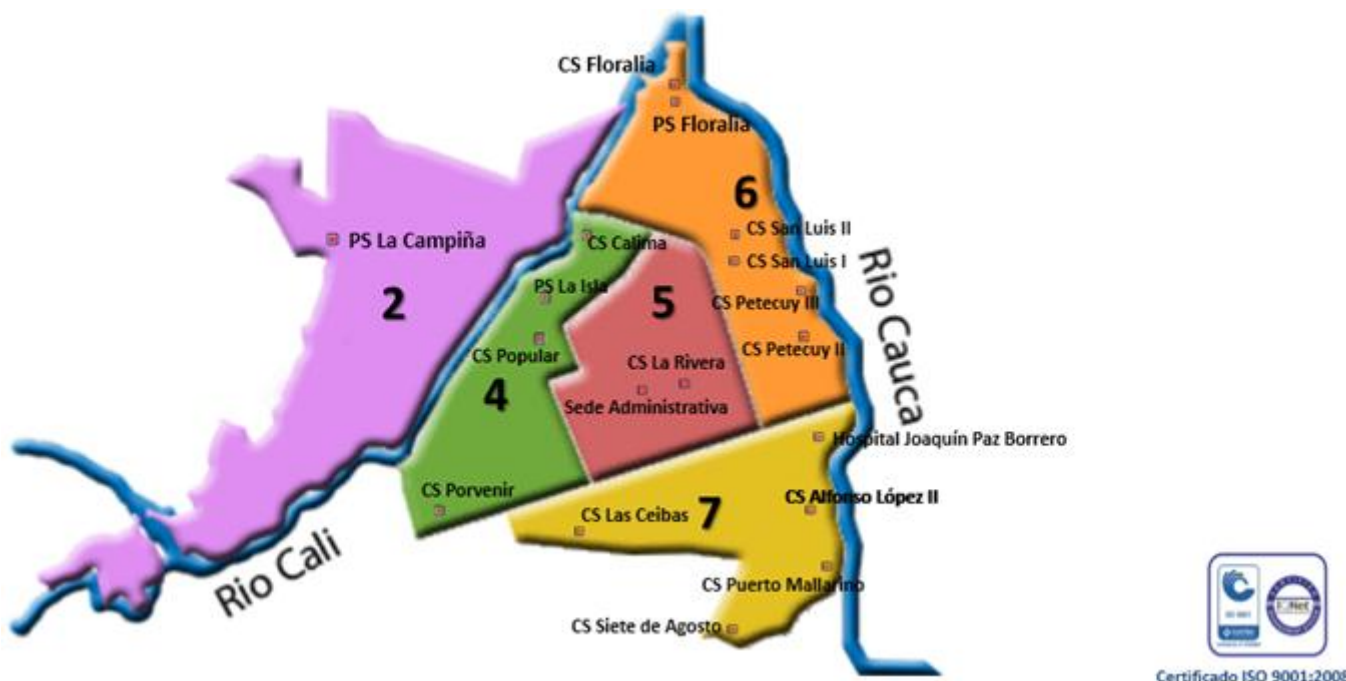 CS Floralia
PS Floralia
6
CS San Luis II
PS La Campiña
CS Calima
CS San Luis I
Rio Cauca
2
PS La Isla
5
CS Petecuy III
CS Popular
CS Petecuy II
CS La Rivera
4
Sede Administrativa
Hospital Joaquín Paz Borrero
CS Porvenir
CS Alfonso López II
CS Las Ceibas
7
Rio Cali
CS Puerto Mallarino
CS Siete de Agosto
IQNet
Certificado ISO 9001:2008